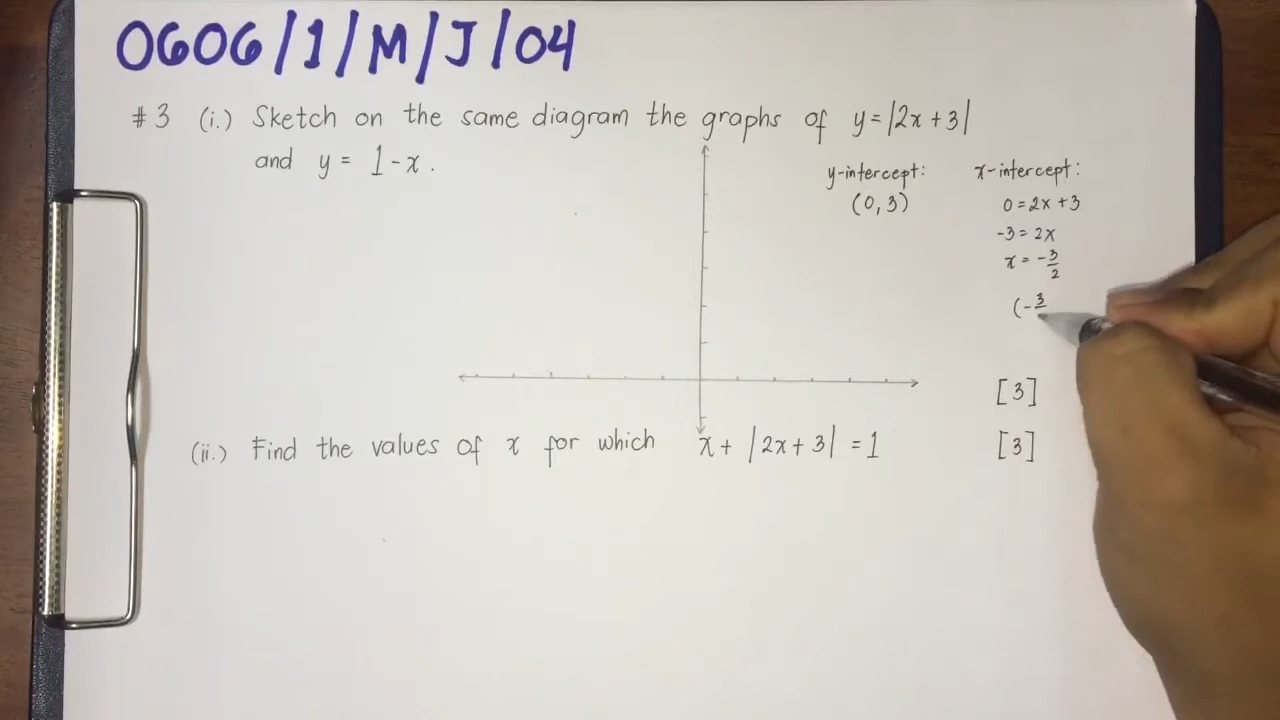 0606/1/M/J/04
#3 (i.) Sketch on the same diagram the graphs of y=|2x+3|
and y = 1-x.
y-intercept:
(0,3)
x-intercept:
0=2x+3
-3=2x
x=-3/2
(-3/
[3]
(ii.) Find the values of x for which x+|2x+3|=1 [3]